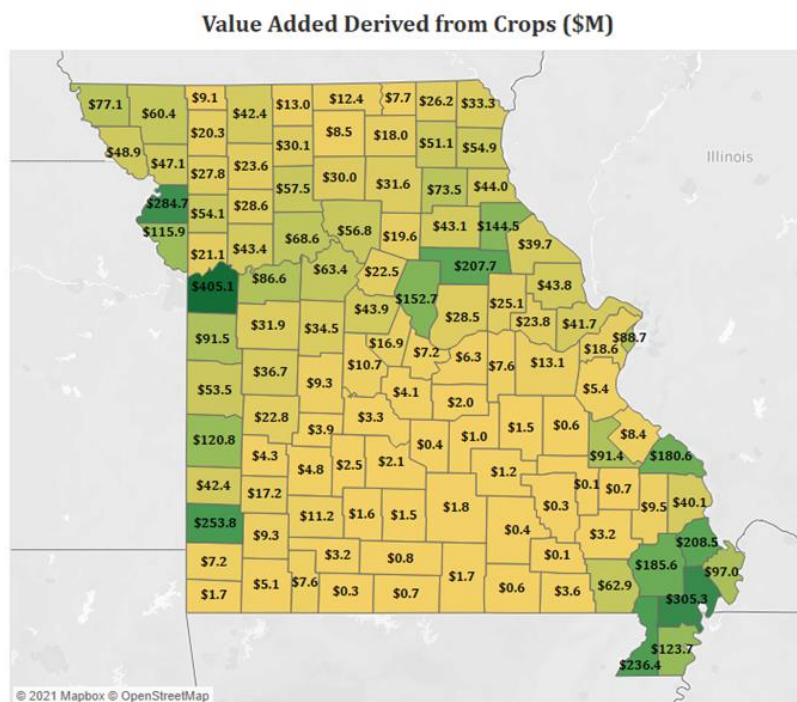 Value Added Derived from Crops ($M)
$77.1 $60.4 $9.1 $42.4 $13.0 $12.4 $7.7 $26.2 $33.3
$48.9 $47.1 $20.3 $23.6 $30.1 $8.5 $18.0 $51.1 $54.9
Illinois
$27.8 $28.6 $57.5 $30.0 $31.6 $73.5 $44.0
$284.7 $54.1 $68.6 $56.8 $19.6 $43.1 $144.5 $39.7
$115.9 $21.1 $43.4 $63.4 $22.5 $207.7
$405.1 $86.6 $43.9 $152.7 $28.5 $25.1 $43.8
$91.5 $31.9 $34.5 $16.9 $7.2 $6.3 $23.8 $41.7 $18.6 $88.7
$53.5 $36.7 $9.3 $10.7 $4.1 $2.0 $7.6 $13.1 $5.4
$120.8 $22.8 $3.9 $3.3 $0.4 $1.0 $1.5 $0.6 $91.4 $8.4 $180.6
$42.4 $4.3 $4.8 $2.5 $2.1 $1.2 $0.1 $0.7 $9.5 $40.1
$253.8 $17.2 $11.2 $1.6 $1.5 $1.8 $0.4 $0.3 $3.2 $208.5
$7.2 $9.3 $3.2 $0.8 $0.1 $185.6 $97.0
$1.7 $5.1 $7.6 $0.3 $0.7 $1.7 $0.6 $3.6 $62.9 $305.3
$236.4 $123.7
© 2021 Mapbox © OpenStreetMap